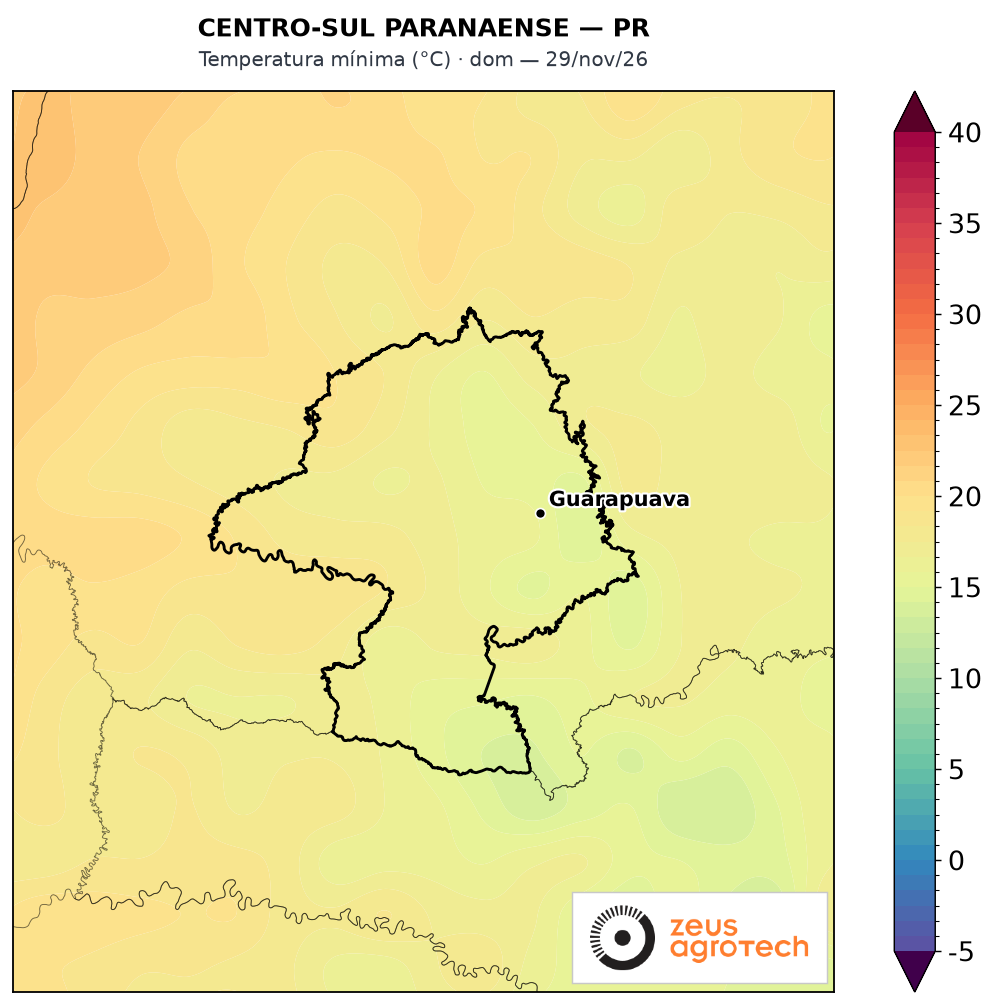 CENTRO-SUL PARANAENSE — PR
Temperatura mínima (°C) · dom — 29/nov/26
40
35
30
25
20
15
10
5
0
-5
Guarapuava
zeus
agrotech